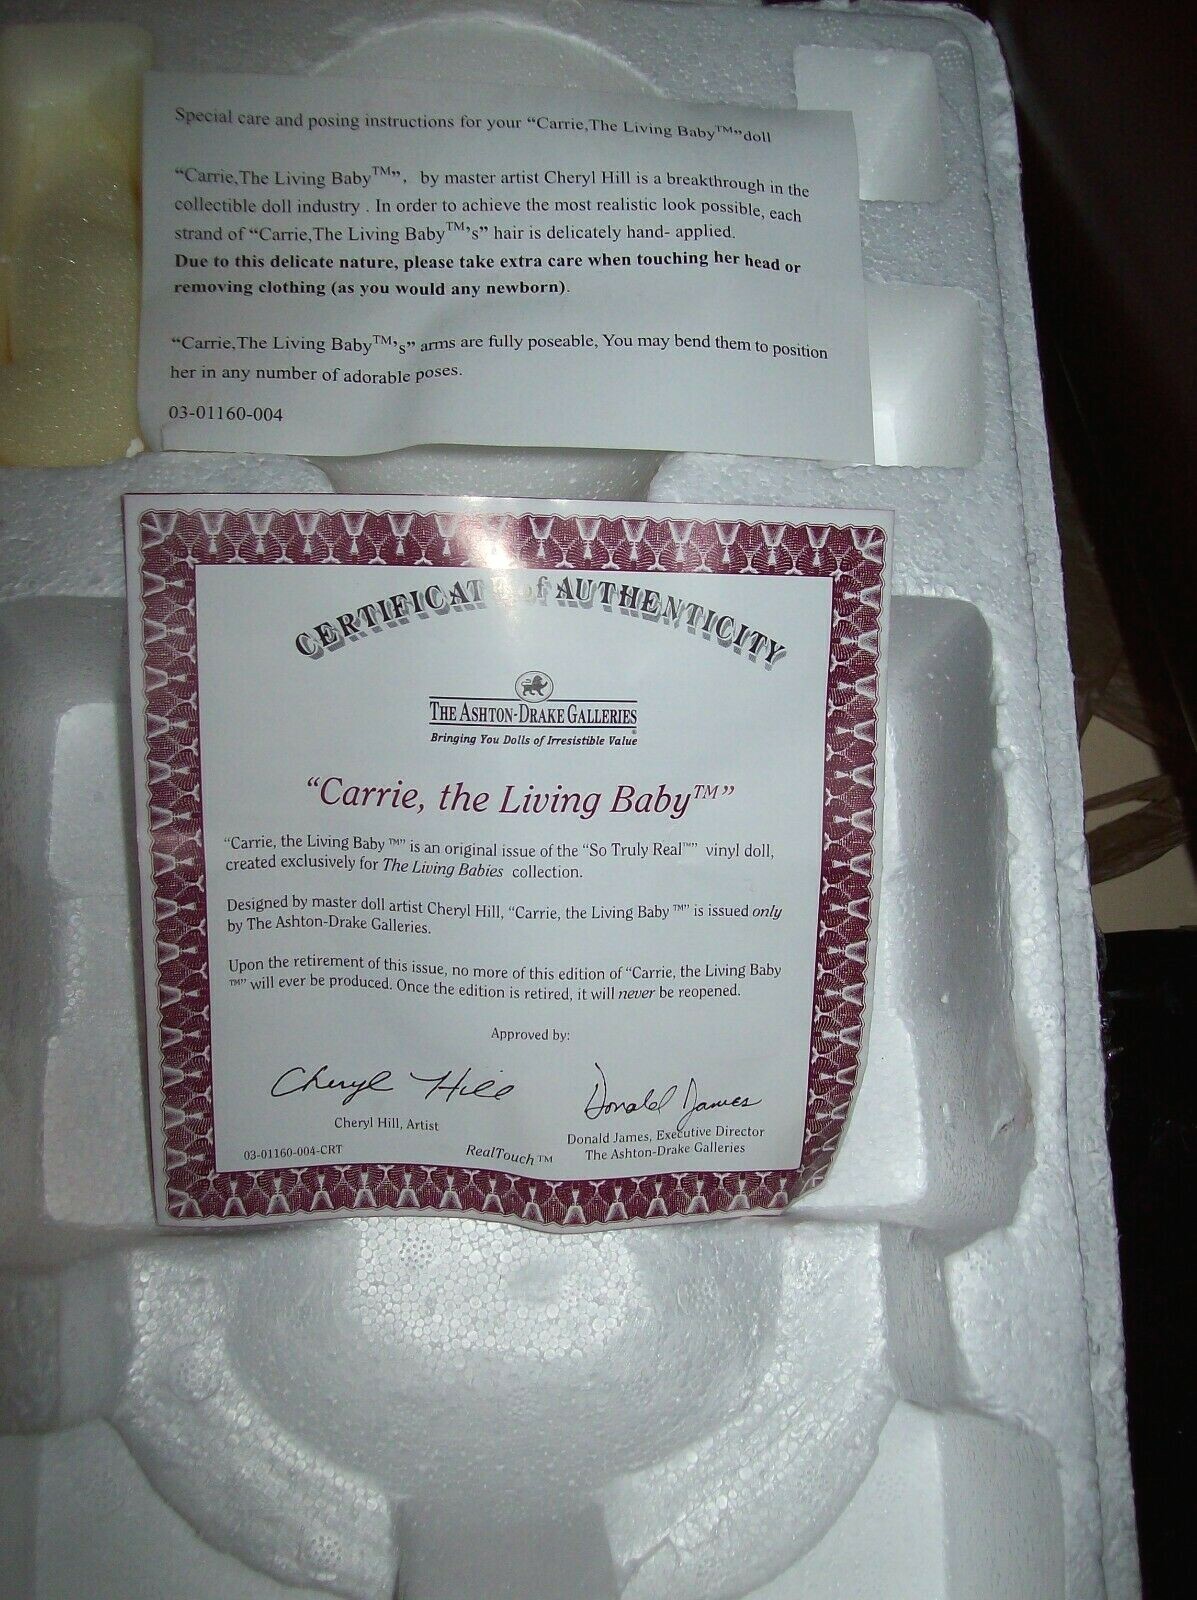 Special care and posing instructions for your “Carrie,The Living Baby™”doll
“Carrie,The Living Baby™”, by master artist Cheryl Hill is a breakthrough in the
collectible doll industry . In order to achieve the most realistic look possible, each
strand of “Carrie,The Living Baby™’s” hair is delicately hand- applied.
Due to this delicate nature, please take extra care when touching her head or
removing clothing (as you would any newborn).
“Carrie,The Living Baby™’s” arms are fully poseable, You may bend them to position
her in any number of adorable poses.
03-01160-004
CERTIFICATE of AUTHENTICITY
THE ASHTON-DRAKE GALLERIES
Bringing You Dolls of Irresistible Value
“Carrie, the Living Baby™”
“Carrie, the Living Baby ™” is an original issue of the “So Truly Real™” vinyl doll,
created exclusively for The Living Babies collection.
Designed by master doll artist Cheryl Hill, “Carrie, the Living Baby ™” is issued only
by The Ashton-Drake Galleries.
Upon the retirement of this issue, no more of this edition of “Carrie, the Living Baby
™” will ever be produced. Once the edition is retired, it will never be reopened.
Approved by:
Cheryl Hill
Donald James
Cheryl Hill, Artist
Donald James, Executive Director
The Ashton-Drake Galleries
03-01160-004-CRT
RealTouch™